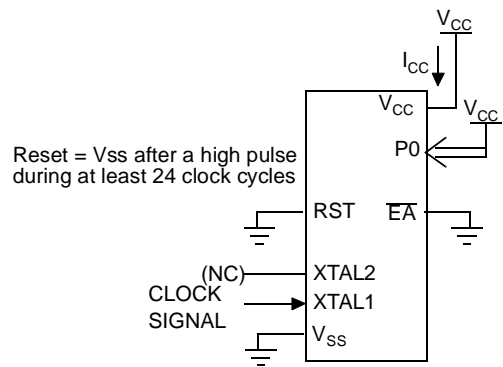 VCC
ICC
VCC
VCC
P0
Reset = Vss after a high pulse
during at least 24 clock cycles
RST
EA
(NC)
XTAL2
CLOCK
SIGNAL
XTAL1
VSS